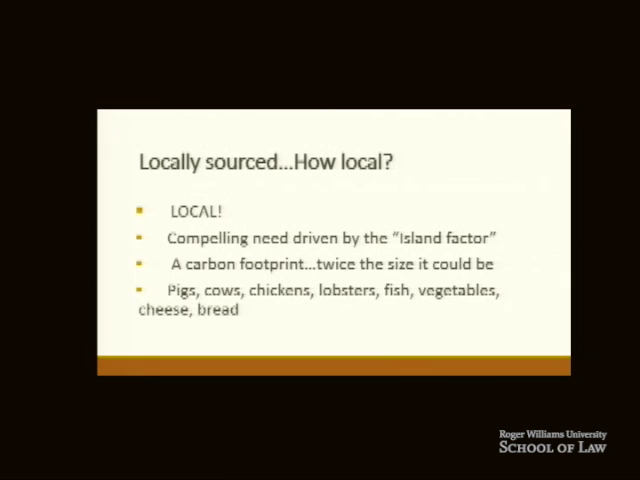 Locally sourced...How local?
LOCAL!
Compelling need driven by the "Island factor"
A carbon footprint...twice the size it could be
Pigs, cows, chickens, lobsters, fish, vegetables,
cheese, bread
Roger Williams University
SCHOOL OF LAW